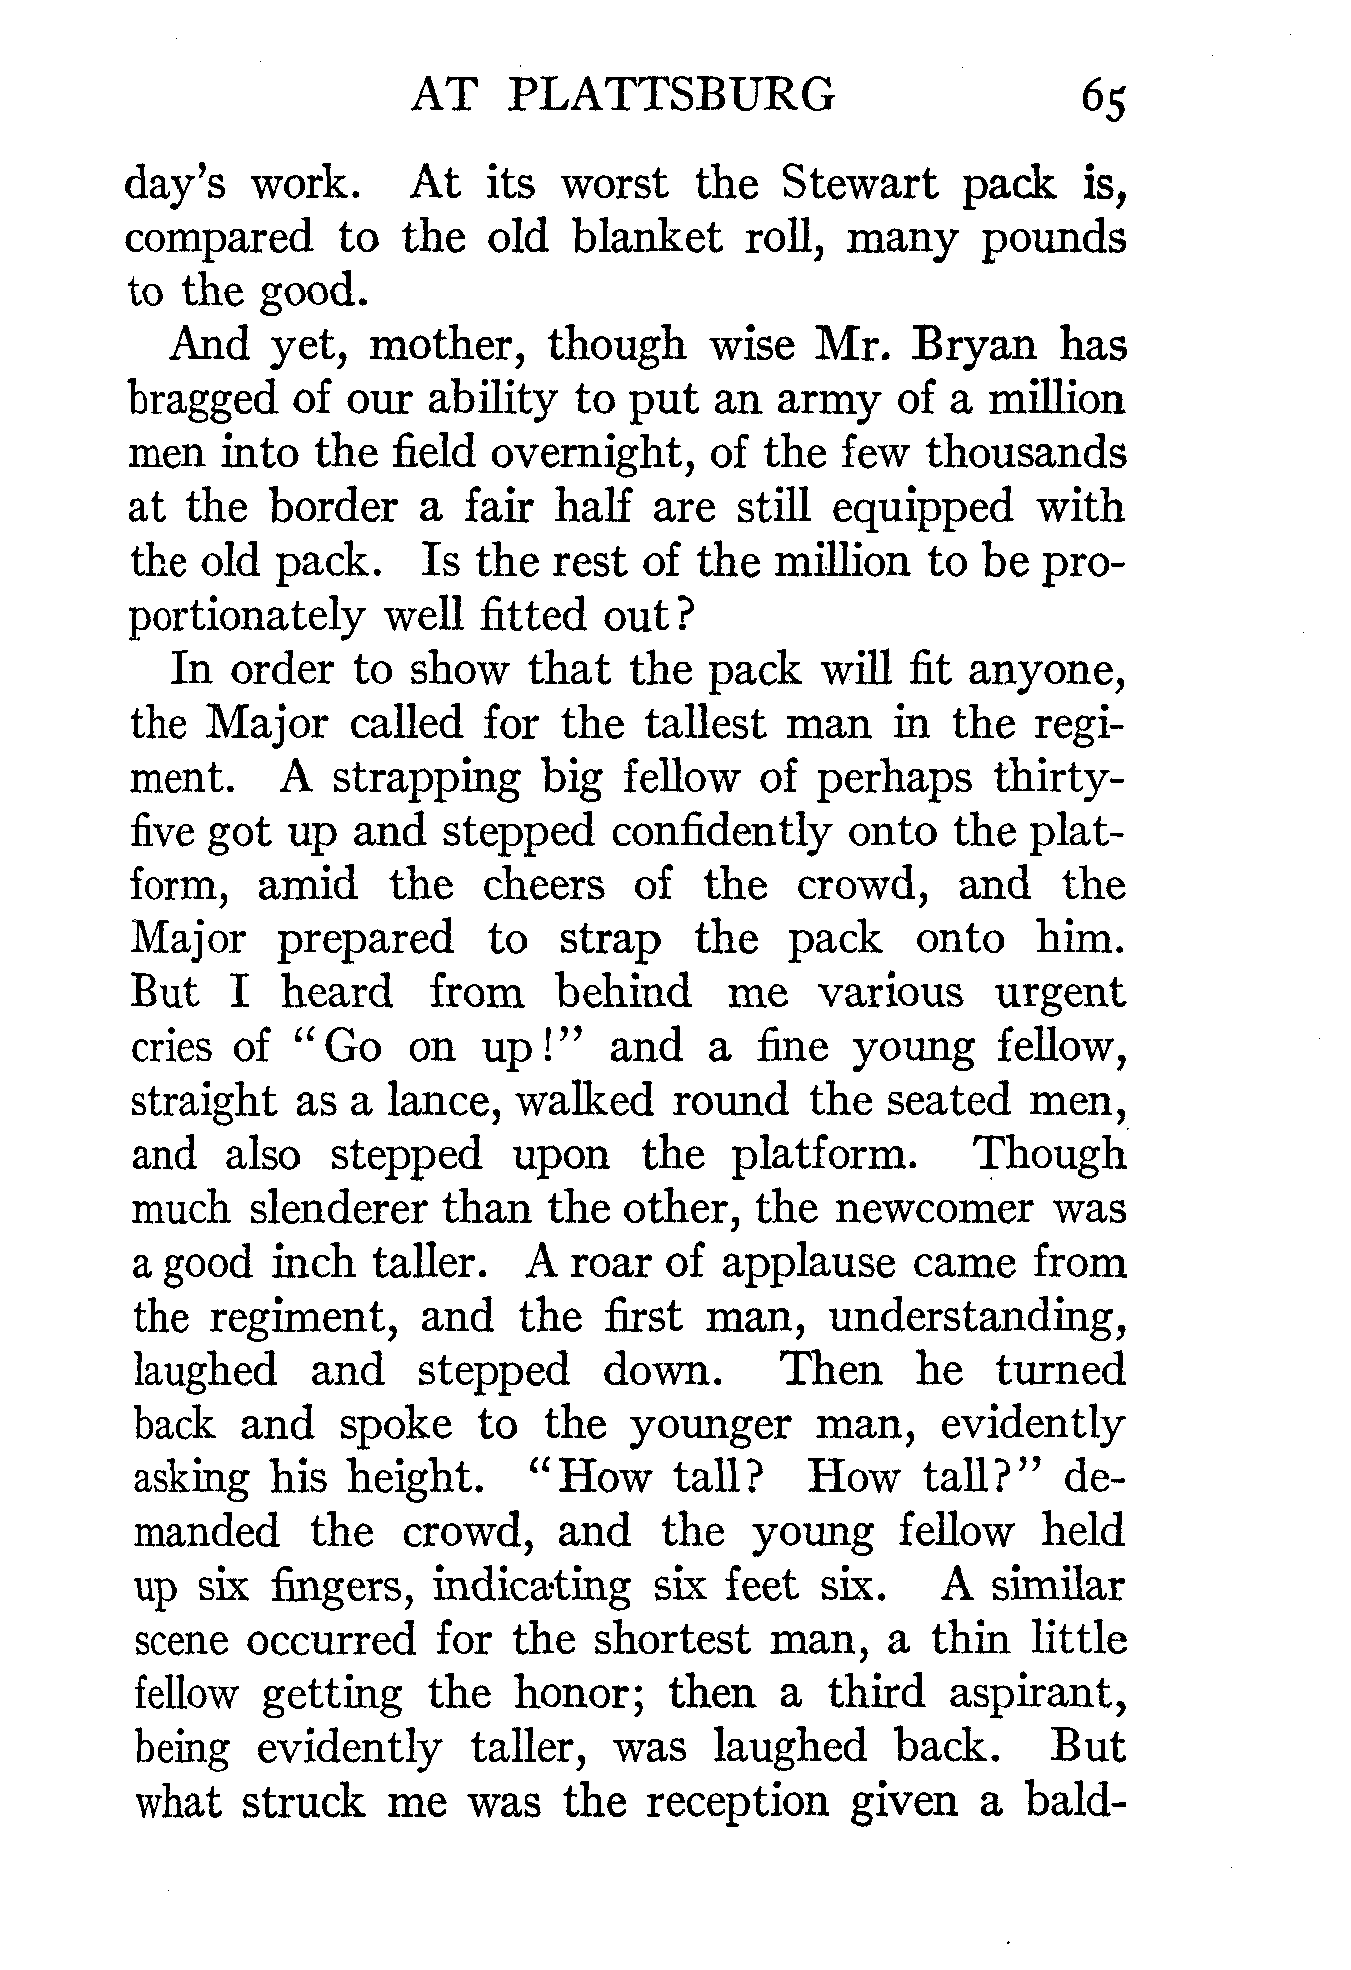 AT PLATTSBURG 65
day's work. At its worst the Stewart pack is,
compared to the old blanket roll, many pounds
to the good.
And yet, mother, though wise Mr. Bryan has
bragged of our ability to put an army of a million
men into the field overnight, of the few thousands
at the border a fair half are still equipped with
the old pack. Is the rest of the million to be pro-
portionately well fitted out?
In order to show that the pack will fit anyone,
the Major called for the tallest man in the regi-
ment. A strapping big fellow of perhaps thirty-
five got up and stepped confidently onto the plat-
form, amid the cheers of the crowd, and the
Major prepared to strap the pack onto him.
But I heard from behind me various urgent
cries of "Go on up!" and a fine young fellow,
straight as a lance, walked round the seated men,
and also stepped upon the platform. Though
much slenderer than the other, the newcomer was
a good inch taller. A roar of applause came from
the regiment, and the first man, understanding,
laughed and stepped down. Then he turned
back and spoke to the younger man, evidently
asking his height. "How tall? How tall?" de-
manded the crowd, and the young fellow held
up six fingers, indicating six feet six. A similar
scene occurred for the shortest man, a thin little
fellow getting the honor; then a third aspirant,
being evidently taller, was laughed back. But
what struck me was the reception given a bald-